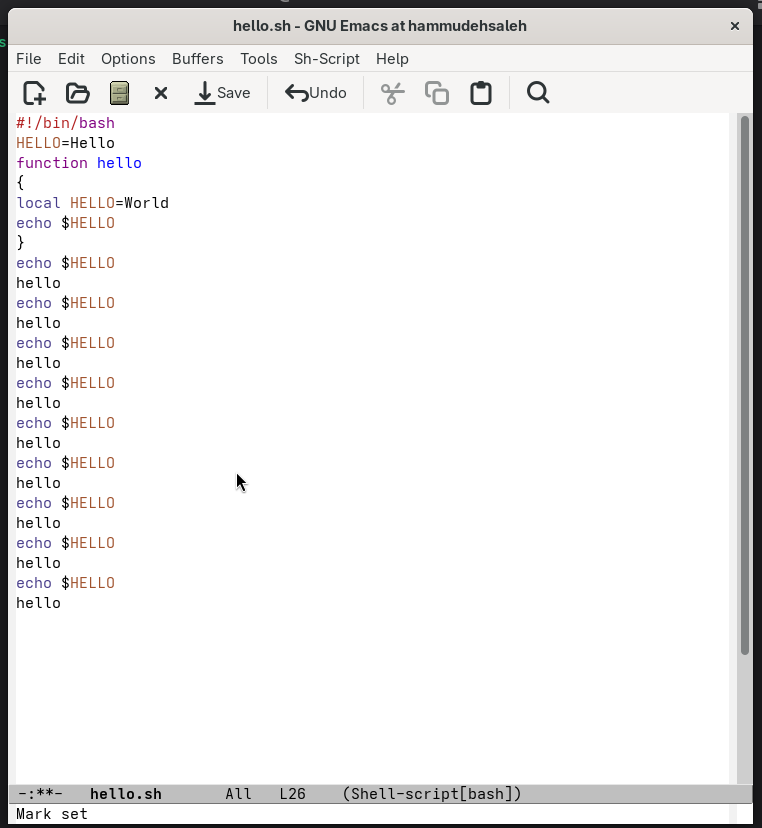 hello.sh - GNU Emacs at hammudehsaleh
File Edit Options Buffers Tools Sh-Script Help
Save Undo
#!/bin/bash
HELLO=Hello
function hello
{
local HELLO=World
echo $HELLO
}
echo $HELLO
hello
echo $HELLO
hello
echo $HELLO
hello
echo $HELLO
hello
echo $HELLO
hello
echo $HELLO
hello
echo $HELLO
hello
echo $HELLO
hello
echo $HELLO
hello
-:**- hello.sh All L26 (Shell-script[bash])
Mark set